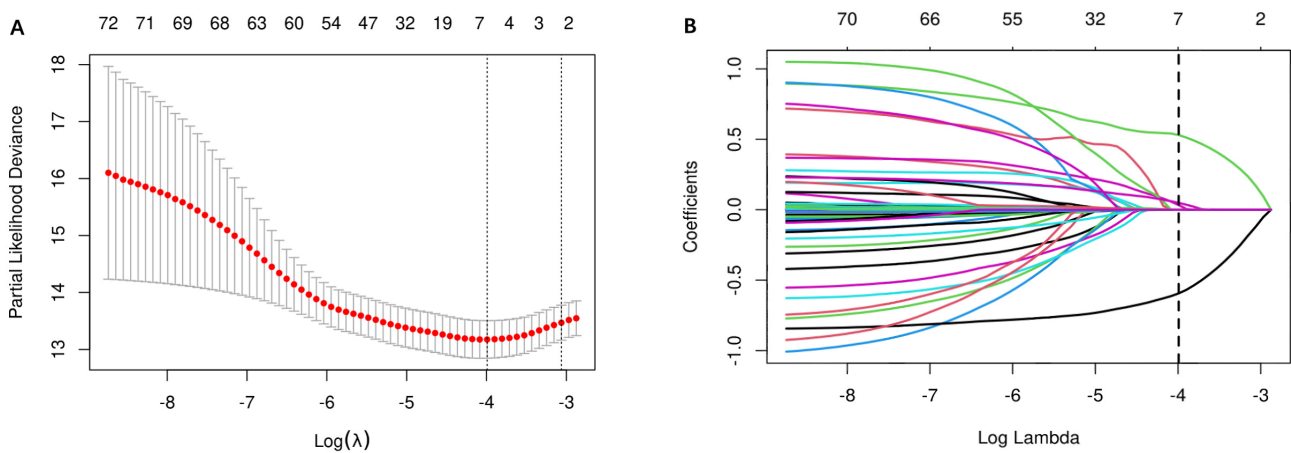 A
72 71 69 68 63 60 54 47 32 19 7 4 3 2
Partial Likelihood Deviance
18
17
16
15
14
13
-8 -7 -6 -5 -4 -3
Log(λ)
B
70 66 55 32 7 2
Coefficients
1.0
0.5
0.0
-0.5
-1.0
-8 -7 -6 -5 -4 -3
Log Lambda